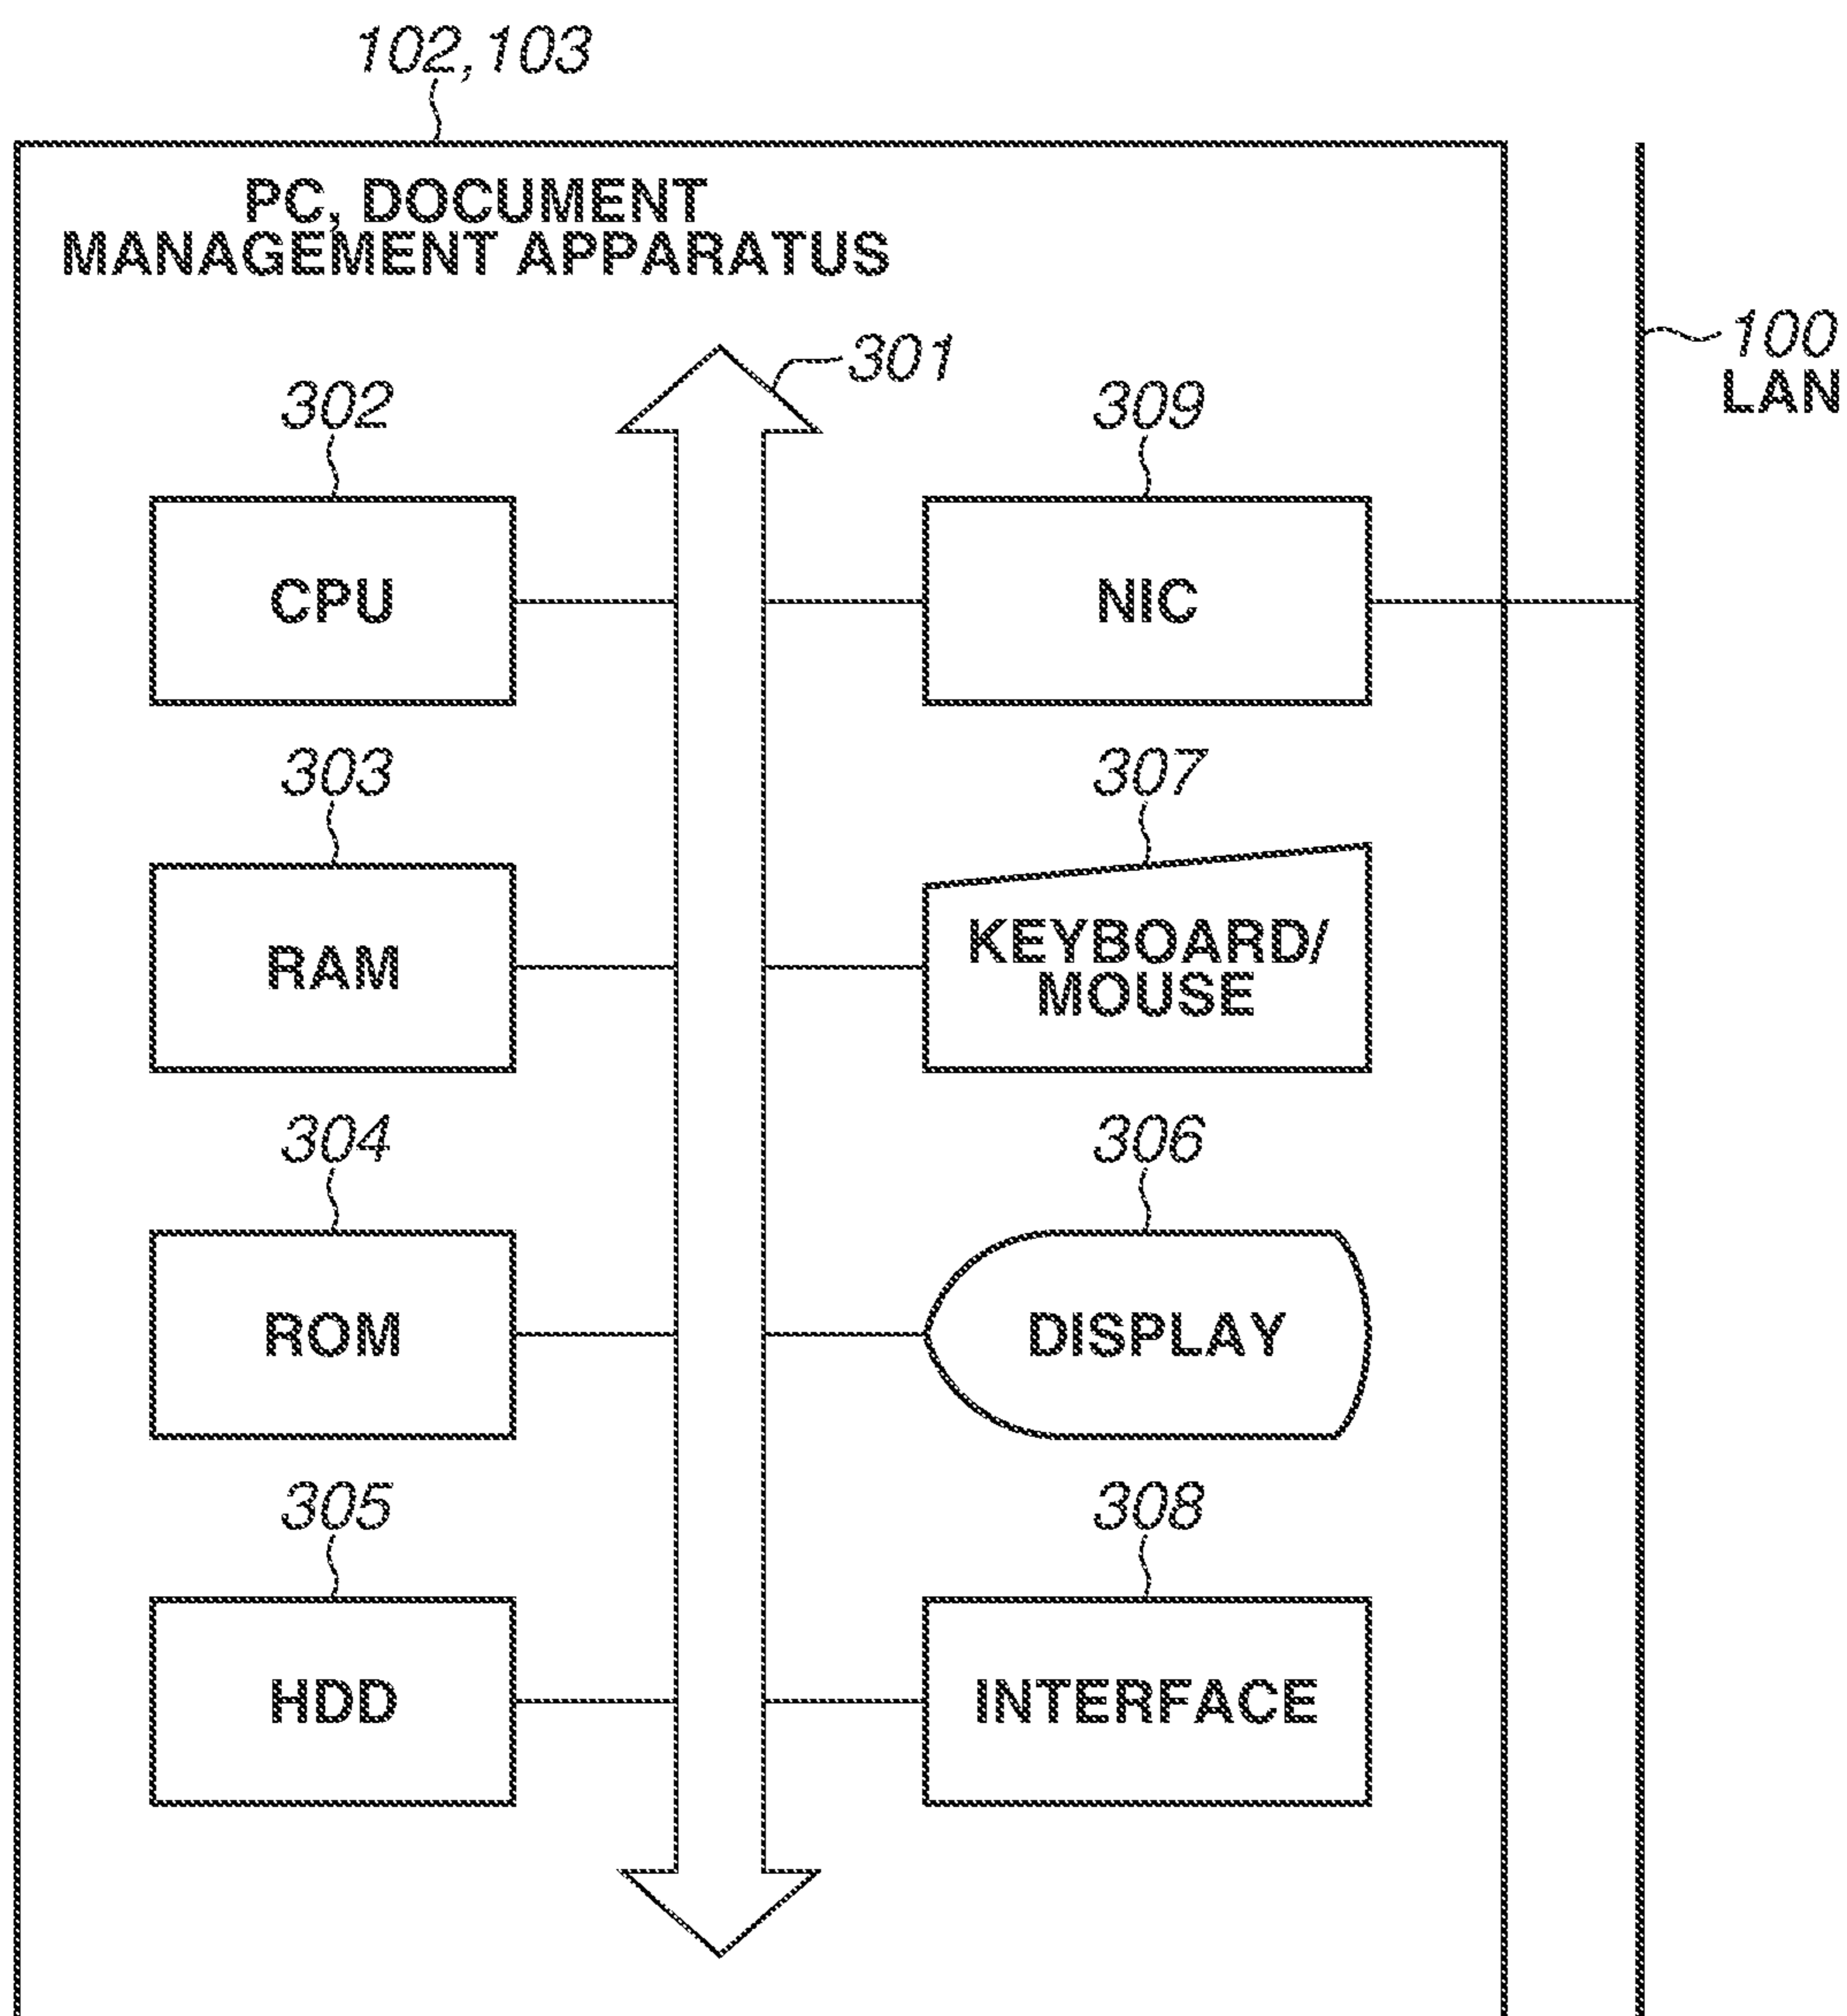 102,103
PC, DOCUMENT
MANAGEMENT APPARATUS
301
100
LAN
302
309
CPU
NIC
303
307
RAM
KEYBOARD/
MOUSE
304
306
ROM
DISPLAY
305
308
HDD
INTERFACE